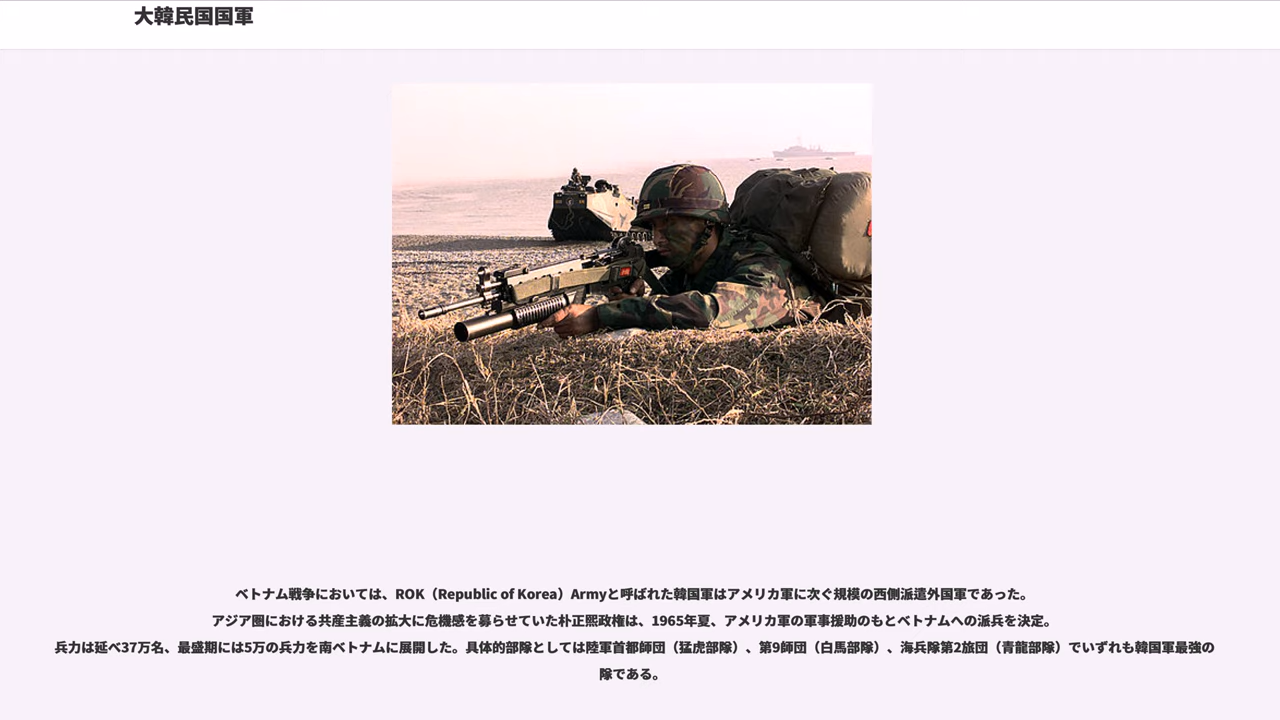 大韓民国国軍
ベトナム戦争においては、ROK（Republic of Korea）Armyと呼ばれた韓国軍はアメリカ軍に次ぐ規模の西側派遣外国軍であった。
アジア圏における共産主義の拡大に危機感を募らせていた朴正熙政権は、1965年夏、アメリカ軍の軍事援助のもとベトナムへの派兵を決定。
兵力は延べ37万名、最盛期には5万の兵力を南ベトナムに展開した。具体的部隊としては陸軍首都師団（猛虎部隊）、第9師団（白馬部隊）、海兵隊第2旅団（青龍部隊）でいずれも韓国軍最強の
隊である。